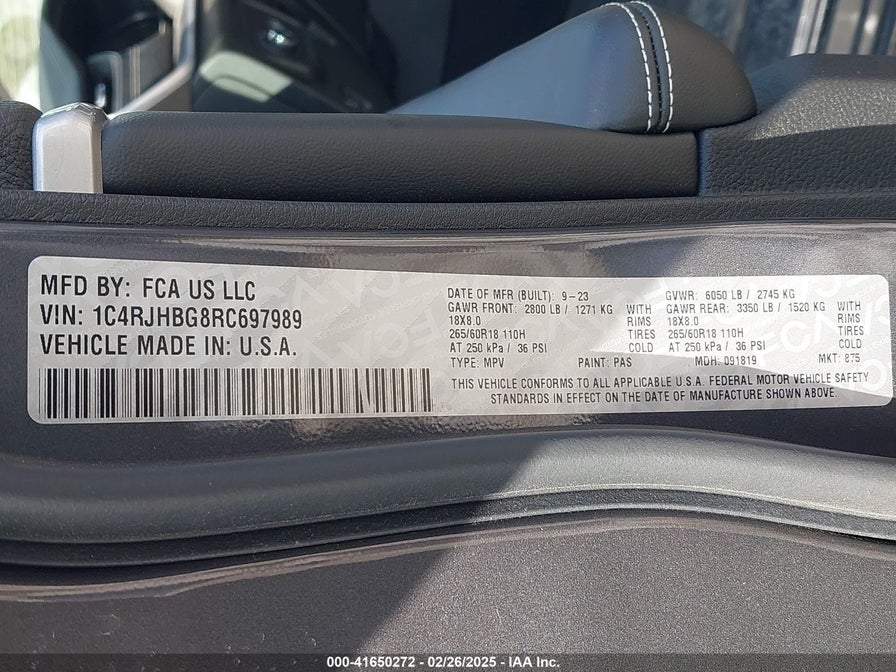 MFD BY: FCA US LLC
VIN: 1C4RJHBG8RC697989
VEHICLE MADE IN: U.S.A.
DATE OF MFR (BUILT): 9-23 GVWR: 6050 LB / 2745 KG
GAWR FRONT: 2800 LB / 1271 KG WITH GAWR REAR: 3350 LB / 1520 KG WITH
18X8.0 RIMS 18X8.0 RIMS
265/60R18 110H TIRES 265/60R18 110H TIRES
AT 250 kPa / 36 PSI COLD AT 250 kPa / 36 PSI COLD
TYPE: MPV PAINT: PAS MDH: 091819 MKT: 875
THIS VEHICLE CONFORMS TO ALL APPLICABLE U.S.A. FEDERAL MOTOR VEHICLE SAFETY
STANDARDS IN EFFECT ON THE DATE OF MANUFACTURE SHOWN ABOVE.
000-41650272 - 02/26/2025 - IAA Inc.